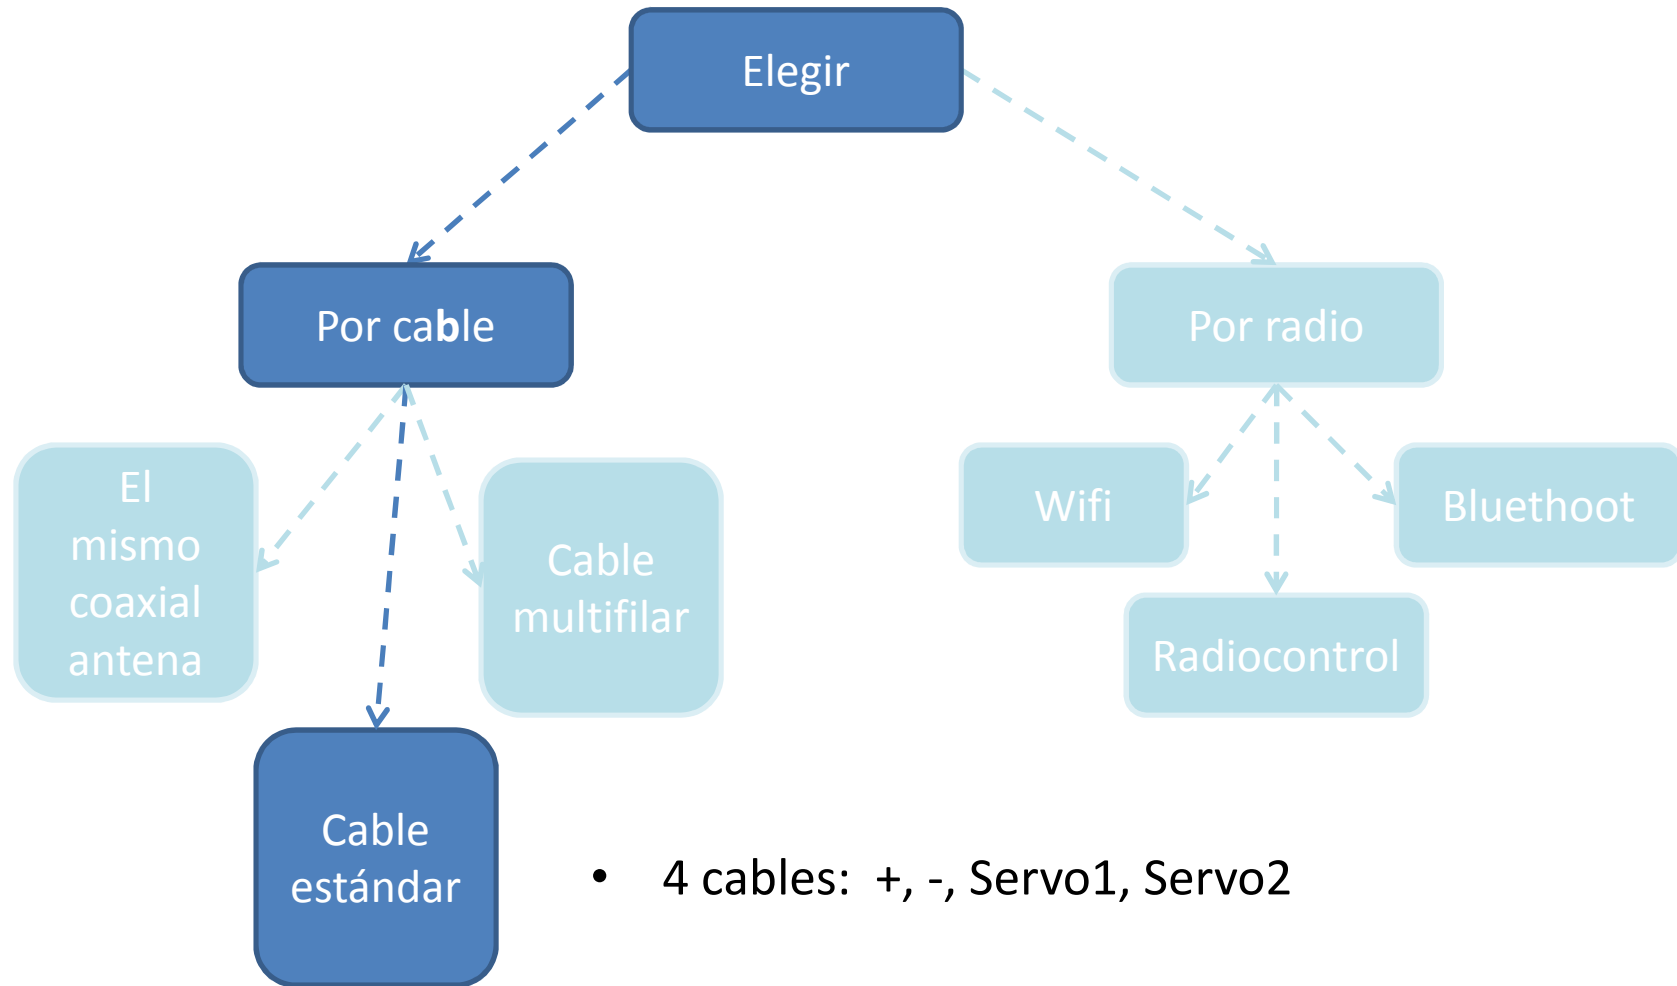 Elegir
Por cable
Por radio
El
mismo
coaxial
antena
Cable
multifilar
Wifi
Bluethoot
Radiocontrol
Cable
estándar
• 4 cables: +, -, Servo1, Servo2